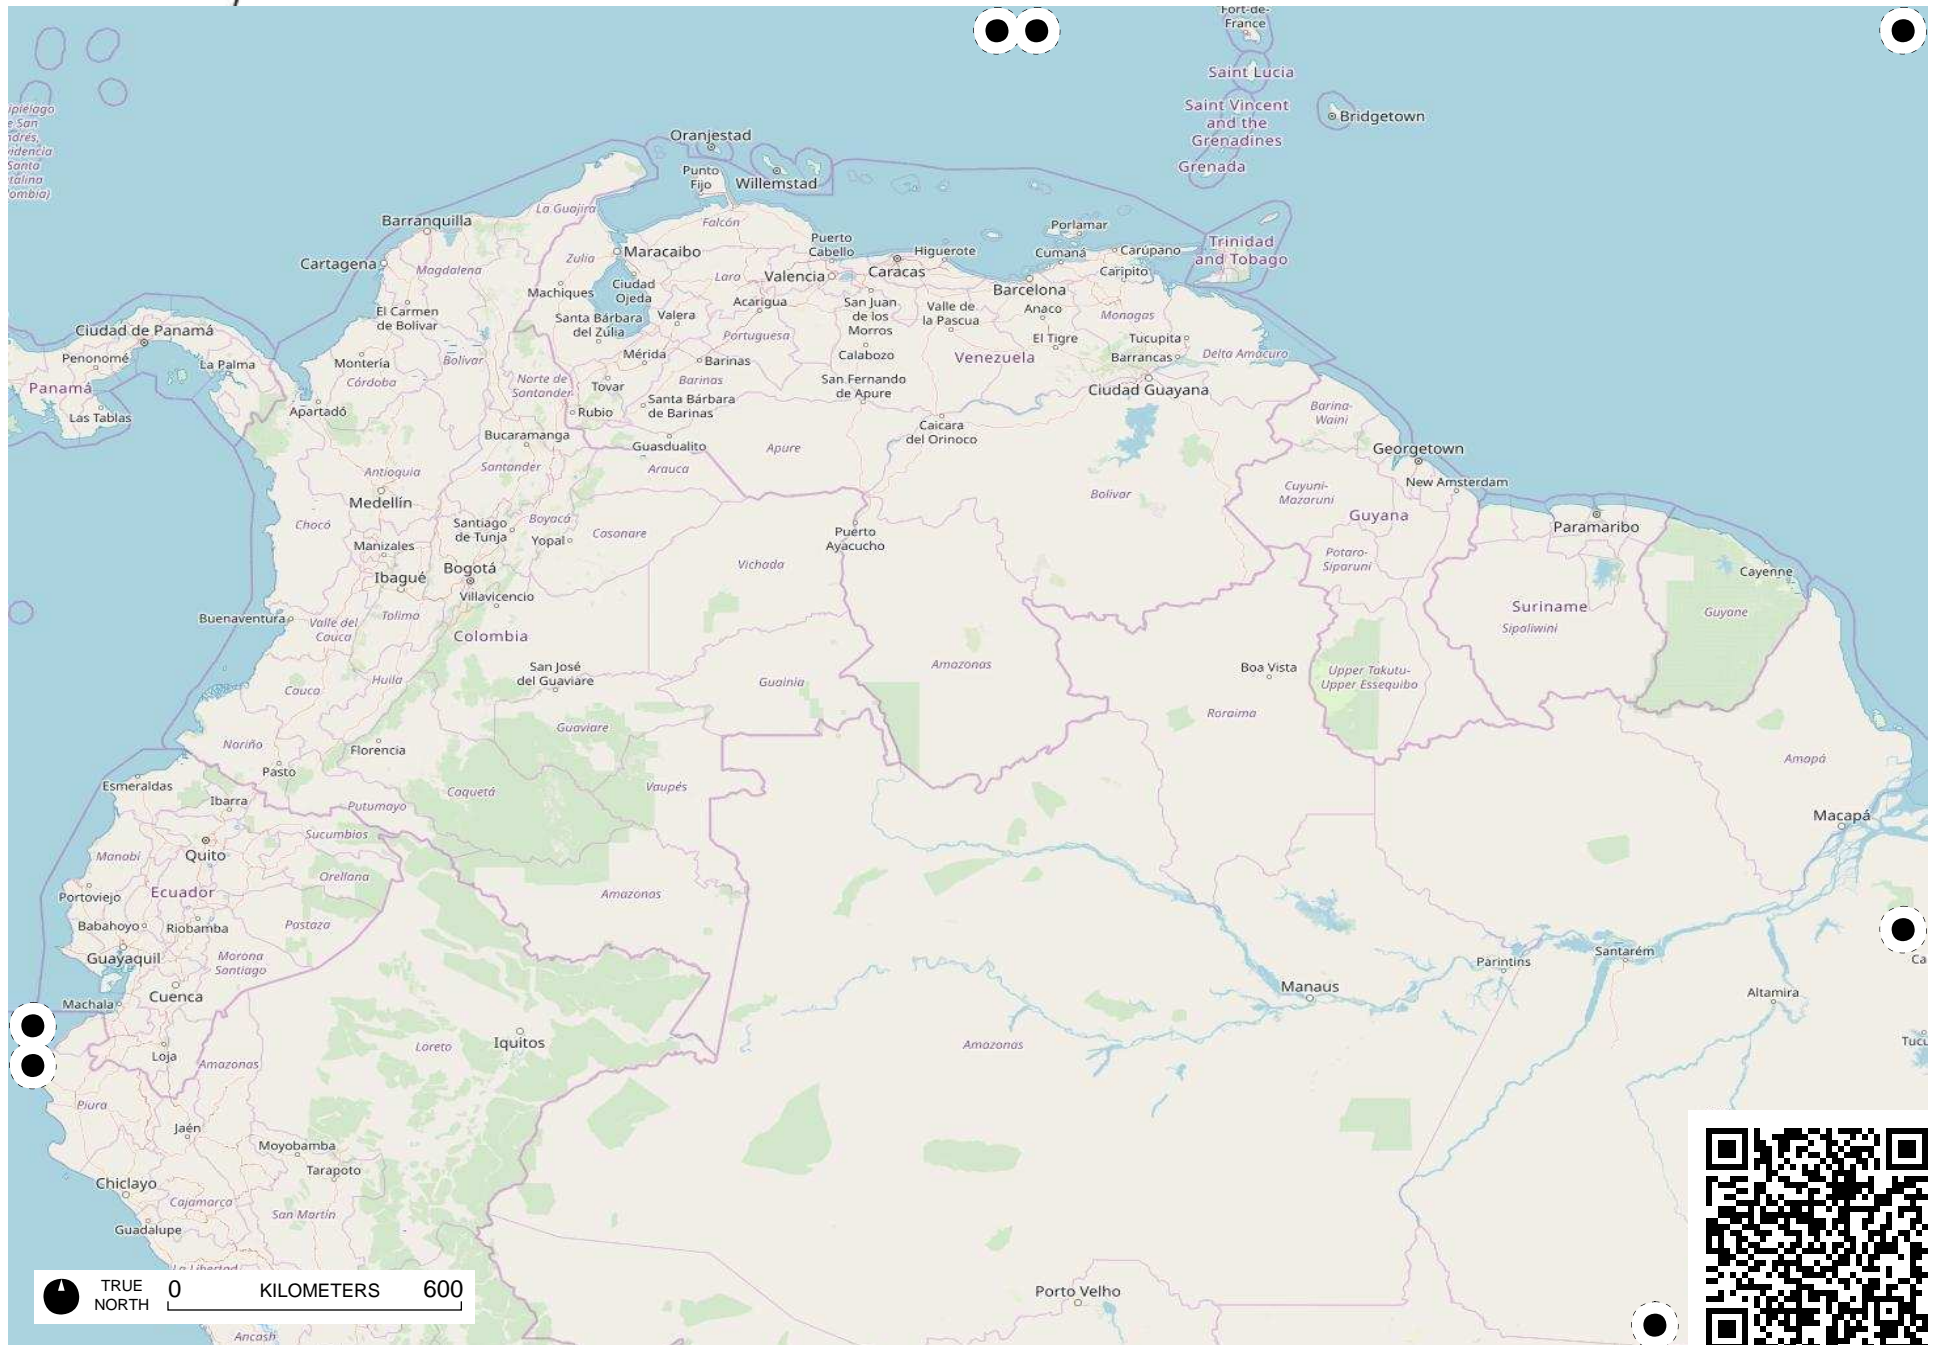 Fort-de-
France
Saint Lucia
Saint Vincent
and the
Grenadines
Grenada
Bridgetown
Oranjestad
Punto
Fijo
Willemstad
La Guajira
Falcón
Barranquilla
Cartagena
Magdalena
Zulia
Maracaibo
Lara
Valencia
Puerto
Cabello
Caracas
Higuerote
Porlamar
Cumaná
Carúpano
Caripito
Trinidad
and Tobago
Machiques
Ciudad
Ojeda
Acarigua
San Juan
de los
Morros
Valle de
la Pascua
Barcelona
Anaco
Monagas
El Carmen
de Bolívar
Santa Bárbara
del Zulia
Valera
Portuguesa
Ciudad de Panamá
Penonomé
La Palma
Panamá
Las Tablas
Montería
Córdoba
Bolívar
Mérida
Barinas
Calabozo
Venezuela
El Tigre
Tucupita
Barrancas
Delta Amacuro
Apartadó
Norte de
Santander
Tovar
Barinas
San Fernando
de Apure
Ciudad Guayana
Rubio
Santa Bárbara
de Barinas
Barina-
Waini
Bucaramanga
Guasdualito
Apure
Caicara
del Orinoco
Georgetown
Antioquia
Santander
Arauca
Medellín
Bolívar
Cuyuni-
Mazaruni
New Amsterdam
Guyana
Chocó
Santiago
de Tunja
Boyacá
Casanare
Yopal
Puerto
Ayacucho
Paramaribo
Manizales
Ibagué
Bogotá
Vichada
Potaro-
Siparuni
Cayenne
Villavicencio
Buenaventura
Valle del
Cauca
Tolima
Colombia
Suriname
Sipaliwini
Guyane
San José
del Guaviare
Amazonas
Boa Vista
Upper Takutu-
Upper Essequibo
Cauca
Huila
Guainía
Guaviare
Roraima
Nariño
Florencia
Pasto
Amapá
Esmeraldas
Ibarra
Putumayo
Caquetá
Vaupés
Macapá
Sucumbíos
Quito
Manabí
Orellana
Portoviejo
Ecuador
Amazonas
Babahoyo
Riobamba
Pastaza
Guayaquil
Morona
Santiago
Santarém
Parintins
Manaus
Altamira
Machala
Cuenca
Loja
Amazonas
Loreto
Iquitos
Amazonas
Piura
Jaén
Moyobamba
Tarapoto
Chiclayo
Cajamarca
San Martín
Guadalupe
La Libertad
TRUE
NORTH
0 KILOMETERS 600
Porto Velho
Ancash